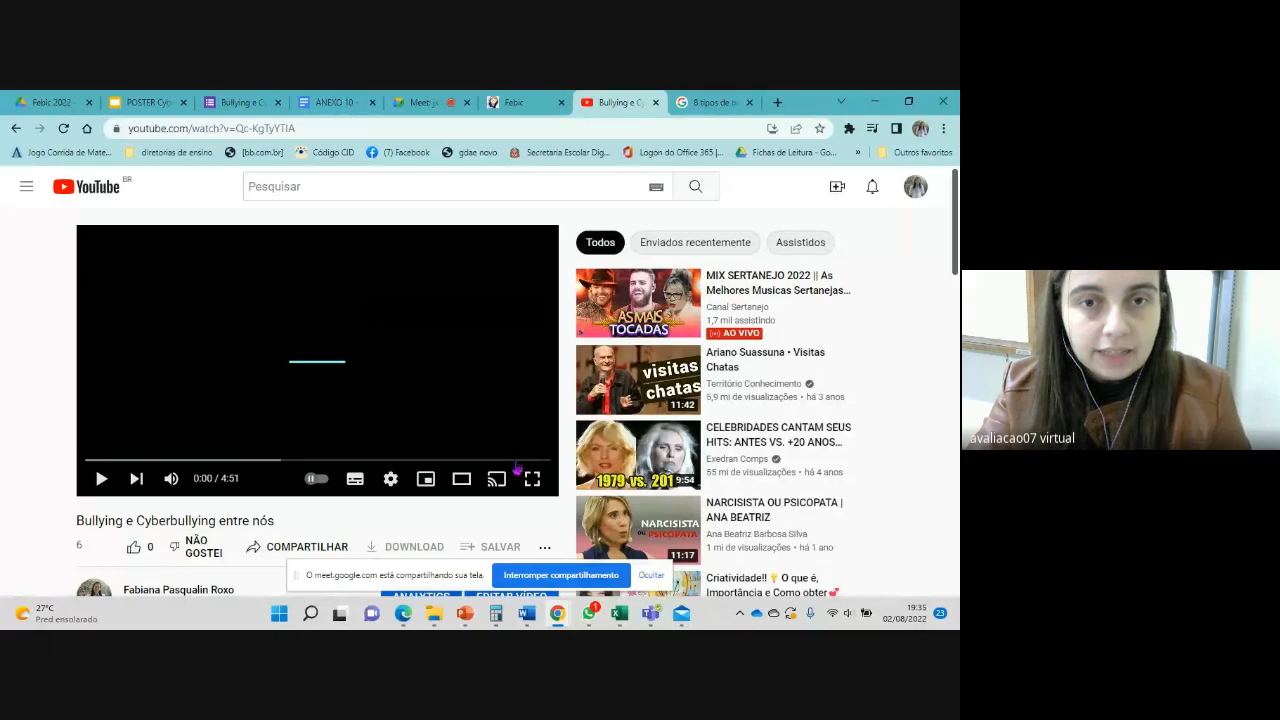 Febic 2022 -
POSTER Cyb
Bullying e C
ANEXO 10 -
Meet: jx
Febic
Bullying e Cy
8 tipos de b
youtube.com/watch?v=Qc-KgTyYTIA
Jogo Corrida de Mate...
diretorias de ensino
[bb.com.br]
Código CID
(7) Facebook
gdae novo
Secretaria Escolar Dig...
Logon do Office 365 |...
Fichas de Leitura - Go...
»
Outros favoritos
YouTube BR
Pesquisar
Todos
Enviados recentemente
Assistidos
MIX SERTANEJO 2022 || As
Melhores Musicas Sertanejas...
Canal Sertanejo
1,7 mil assistindo
AO VIVO
AS MAIS
TOCADAS
Ariano Suassuna • Visitas
Chatas
Território Conhecimento
5,9 mi de visualizações • há 3 anos
visitas
chatas
11:42
CELEBRIDADES CANTAM SEUS
HITS: ANTES VS. +20 ANOS...
Exedran Comps
55 mi de visualizações • há 4 anos
1979 vs. 201
9:54
NARCISISTA OU PSICOPATA |
ANA BEATRIZ
Ana Beatriz Barbosa Silva
1 mi de visualizações • há 1 ano
NARCISISTA
OU PSICOPATA
11:17
Criatividade!! O que é,
Importância e Como obter
0:00 / 4:51
Bullying e Cyberbullying entre nós
6
0
NÃO
GOSTEI
COMPARTILHAR
DOWNLOAD
SALVAR
Fabiana Pasqualin Roxo
ANALYTICS
EDITAR VÍDEO
O meet.google.com está compartilhando sua tela.
Interromper compartilhamento
Ocultar
27°C
Pred ensolarado
1
19:35
02/08/2022
23
avaliacao07 virtual